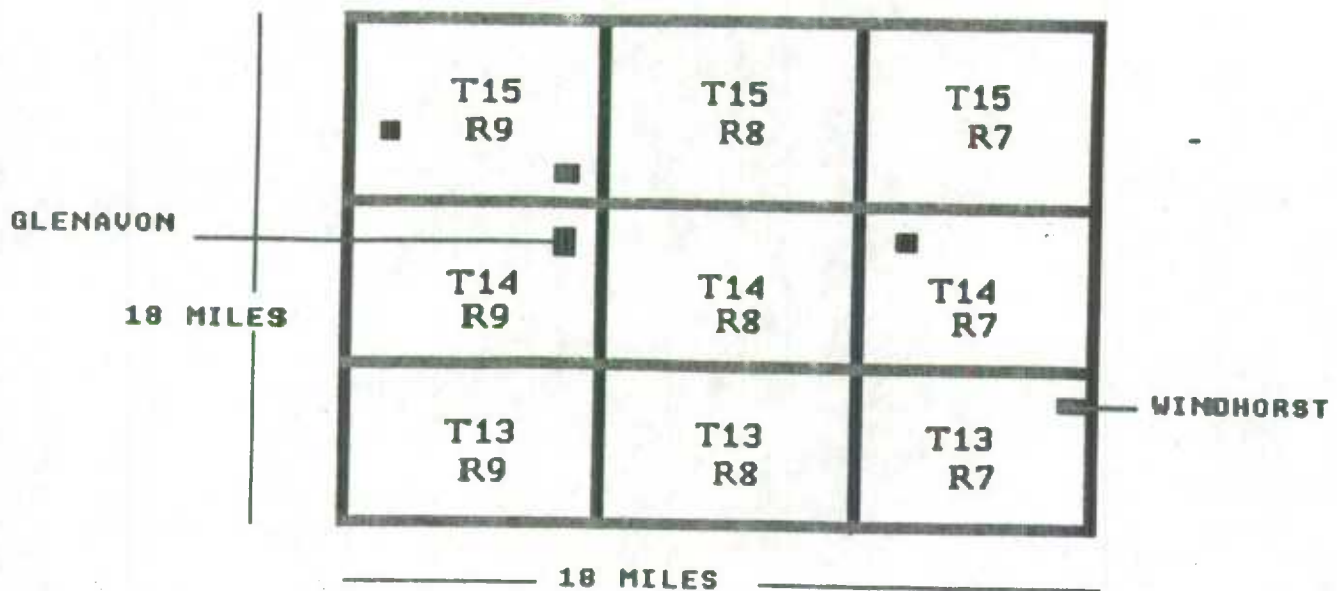 T15 T15 T15
R9 R8 R7
GLENAVON
T14 T14 T14
R9 R8 R7
18 MILES
WINDHORST
T13 T13 T13
R9 R8 R7
18 MILES